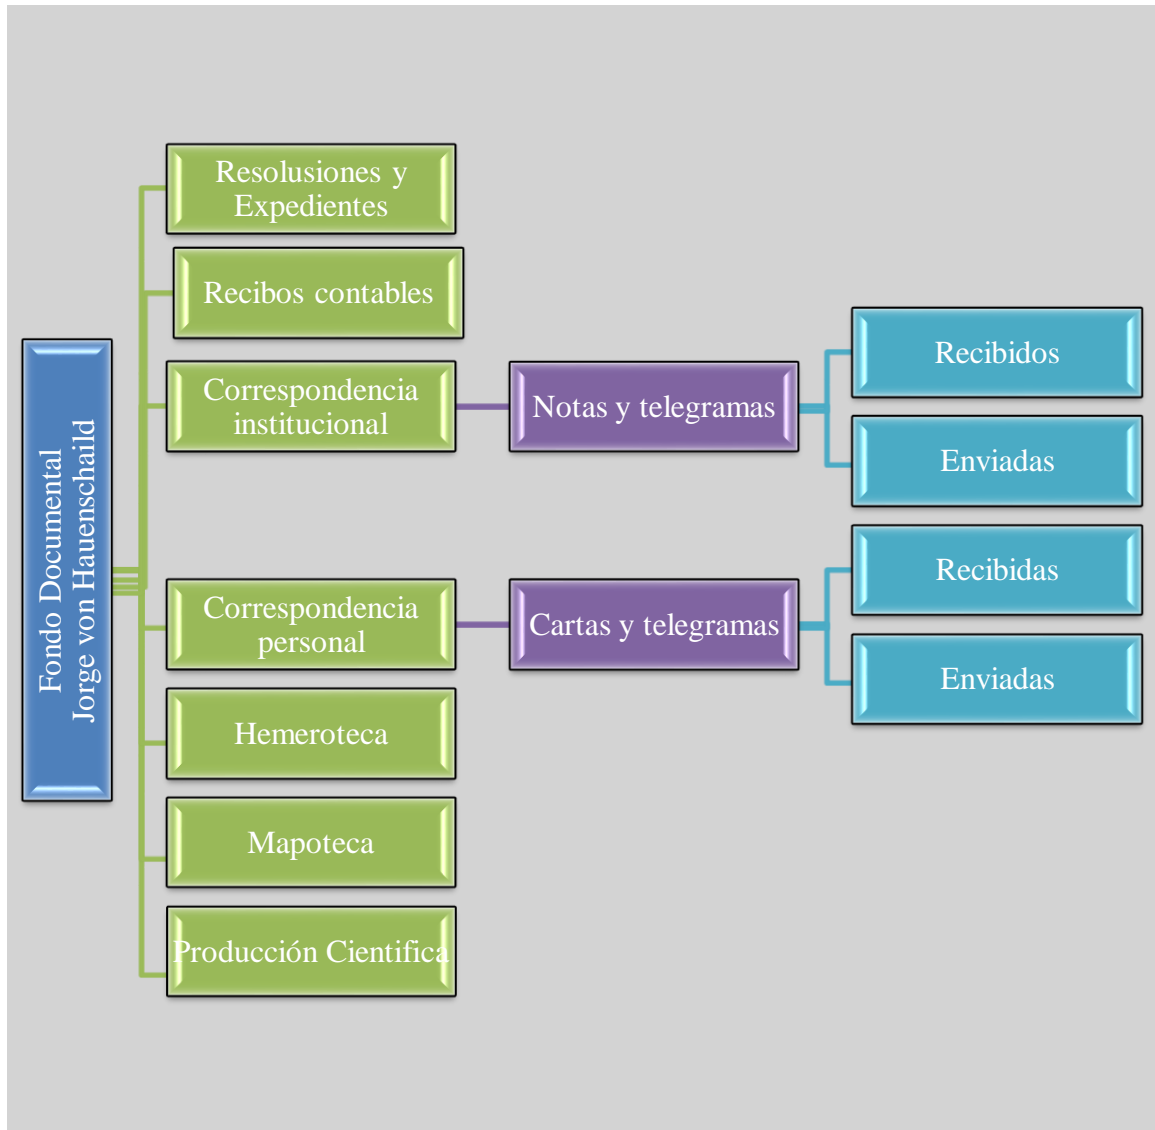 Fondo Documental
Jorge von Hauenschaild
Resolusiones y
Expedientes
Recibos contables
Correspondencia
institucional
Notas y telegramas
Recibidos
Enviadas
Correspondencia
personal
Cartas y telegramas
Recibidas
Enviadas
Hemeroteca
Mapoteca
Producción Cientifica